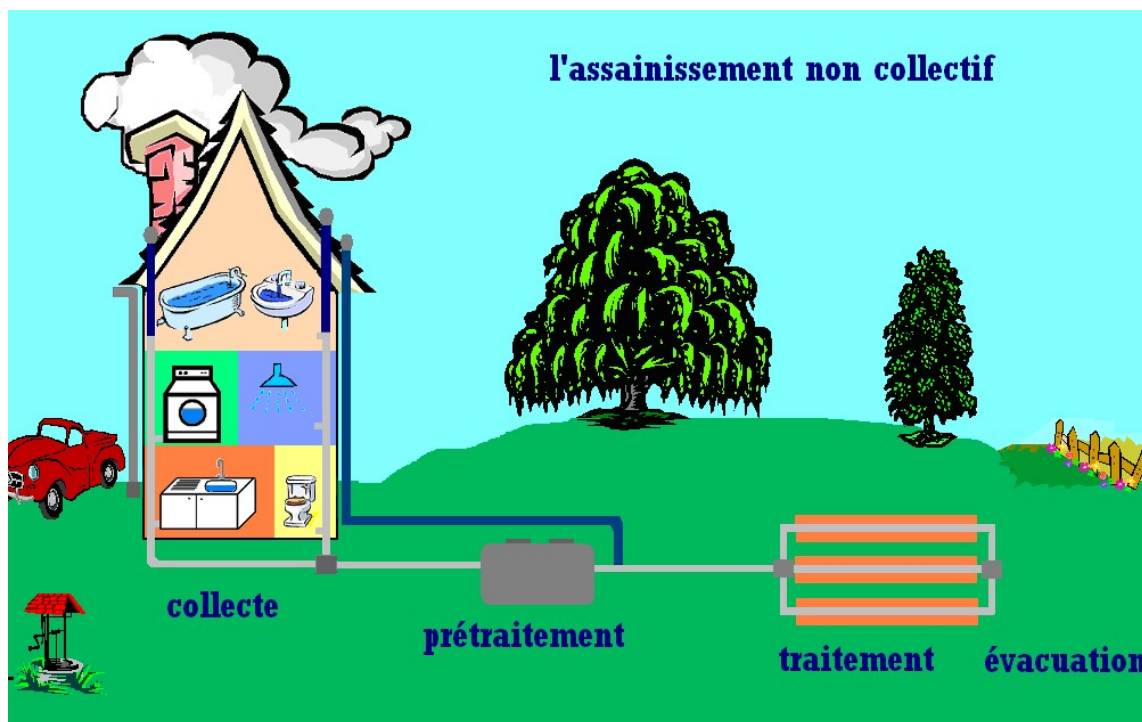 l'assainissement non collectif
collecte
prétraitement
traitement
évacuation